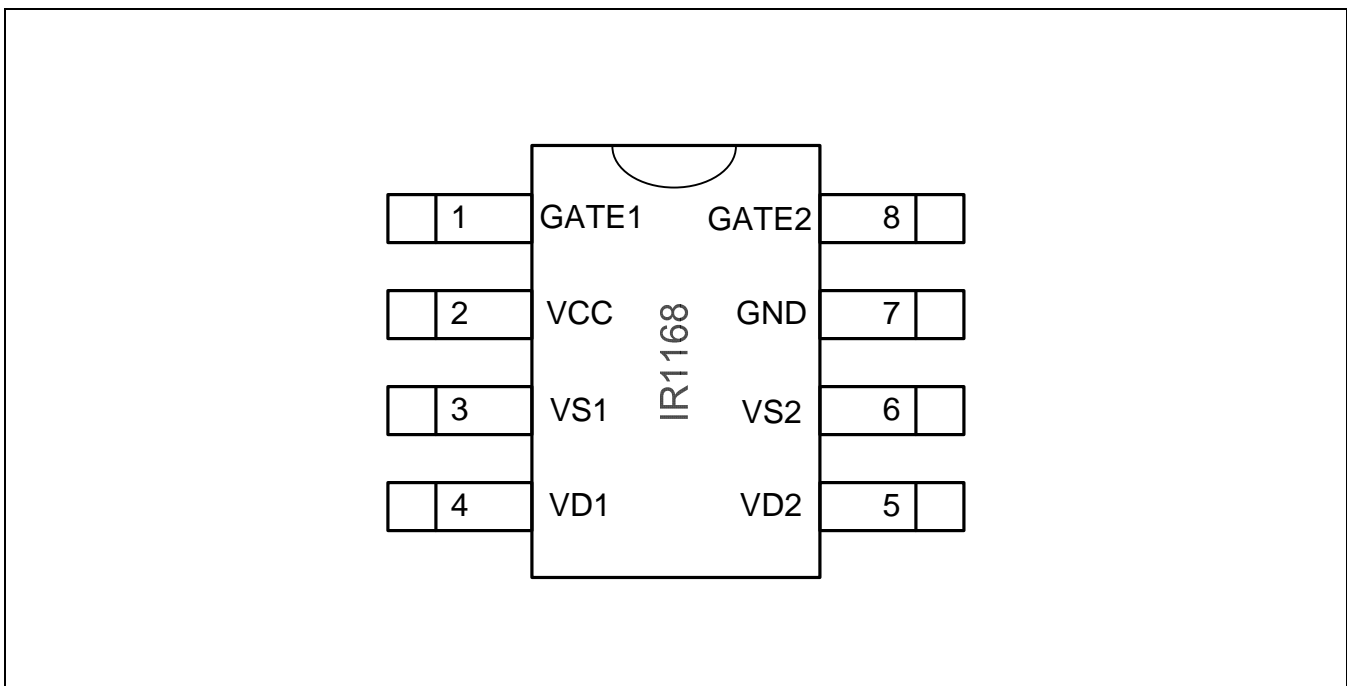 1 GATE1 GATE2 8
2 VCC GND 7
3 VS1 VS2 6
4 VD1 VD2 5
IR1168